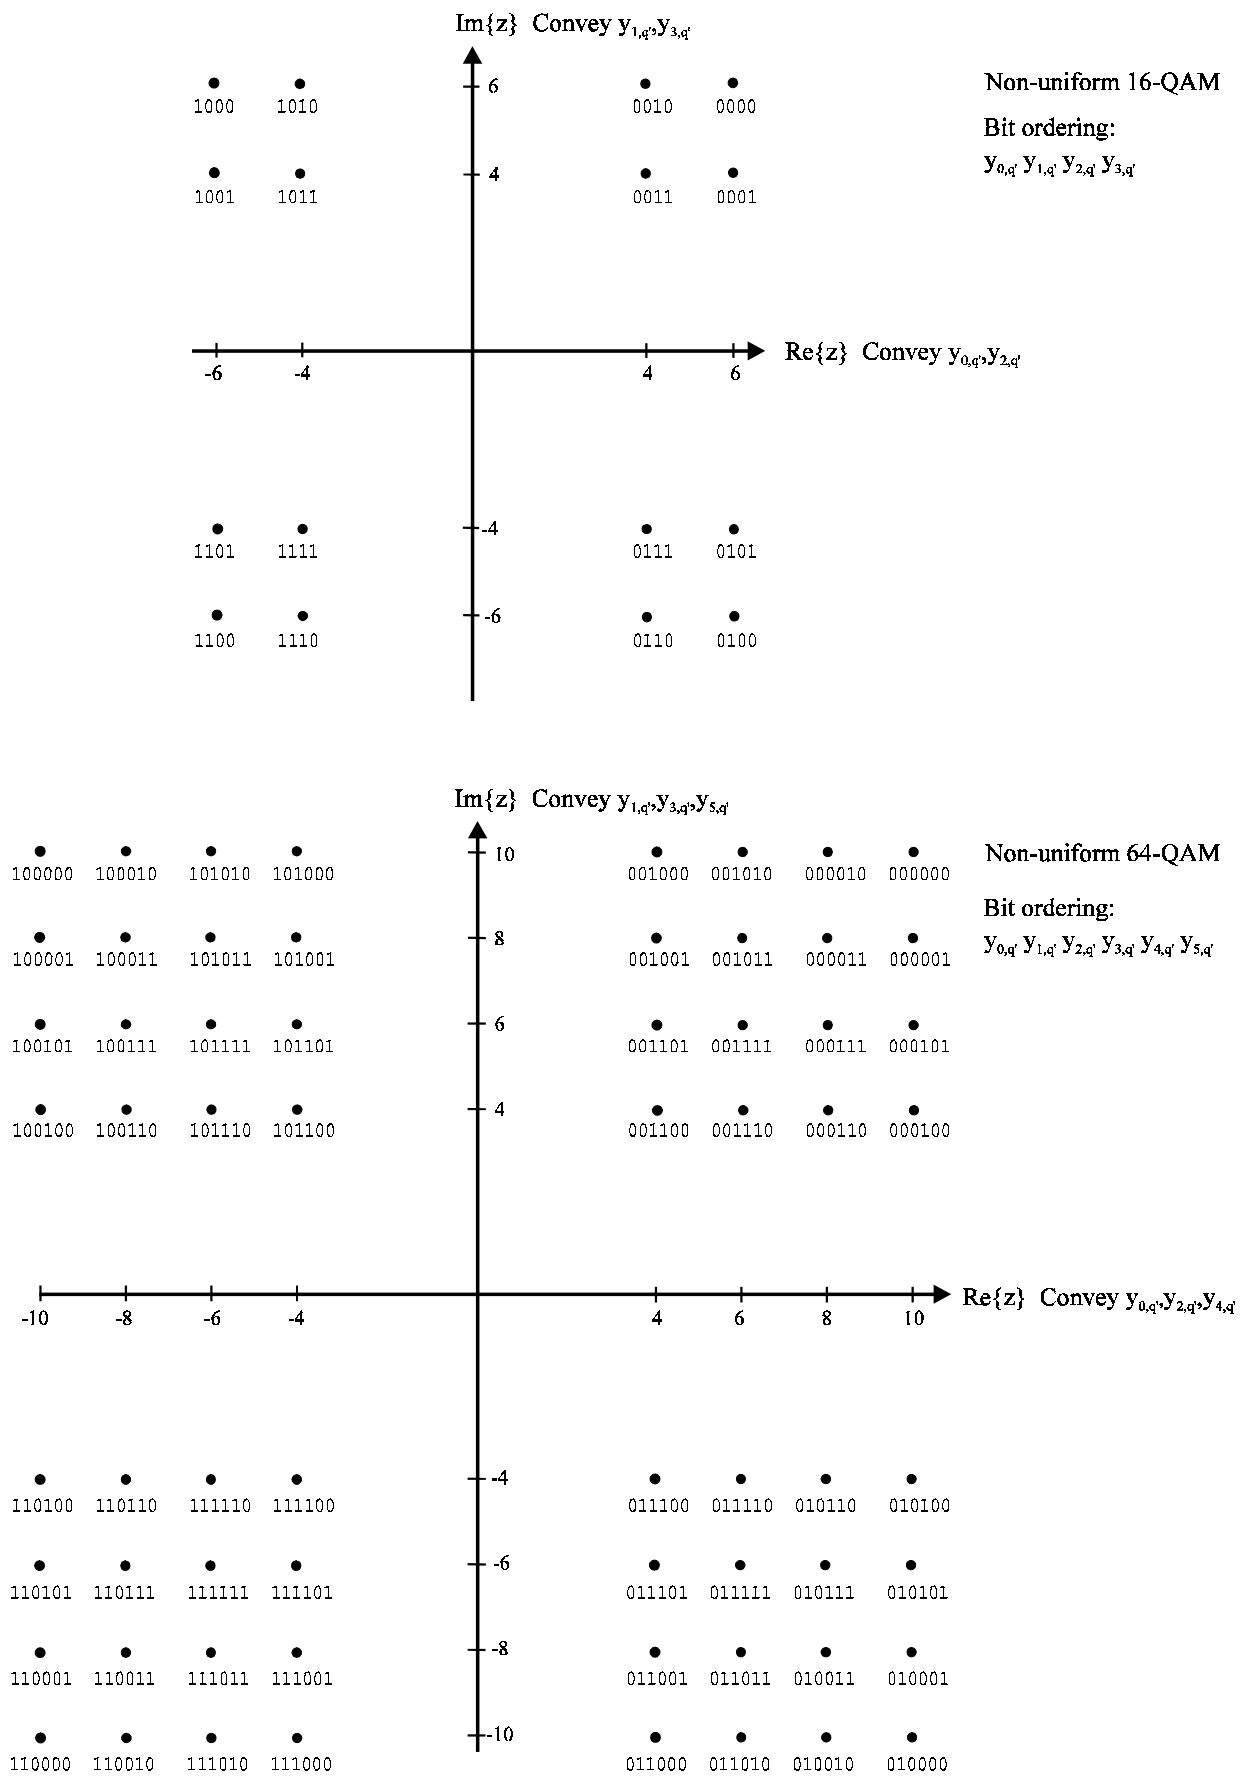 Im{z} Convey y1,q',y3,q'
6
Non-uniform 16-QAM
1000 1010 0010 0000
Bit ordering:
y0,q' y1,q' y2,q' y3,q'
4
1001 1011 0011 0001
Re{z} Convey y0,q',y2,q'
-6 -4 4 6
-4
1101 1111 0111 0101
-6
1100 1110 0110 0100
Im{z} Convey y1,q',y3,q',y5,q'
10
Non-uniform 64-QAM
100000 100010 101010 101000 001000 001010 000010 000000
Bit ordering:
8
y0,q' y1,q' y2,q' y3,q' y4,q' y5,q'
100001 100011 101011 101001 001001 001011 000011 000001
6
100101 100111 101111 101101 001101 001111 000111 000101
4
100100 100110 101110 101100 001100 001110 000110 000100
Re{z} Convey y0,q',y2,q',y4,q'
-10 -8 -6 -4 4 6 8 10
-4
110100 110110 111110 111100 011100 011110 010110 010100
-6
110101 110111 111111 111101 011101 011111 010111 010101
-8
110001 110011 111011 111001 011001 011011 010011 010001
-10
110000 110010 111010 111000 011000 011010 010010 010000